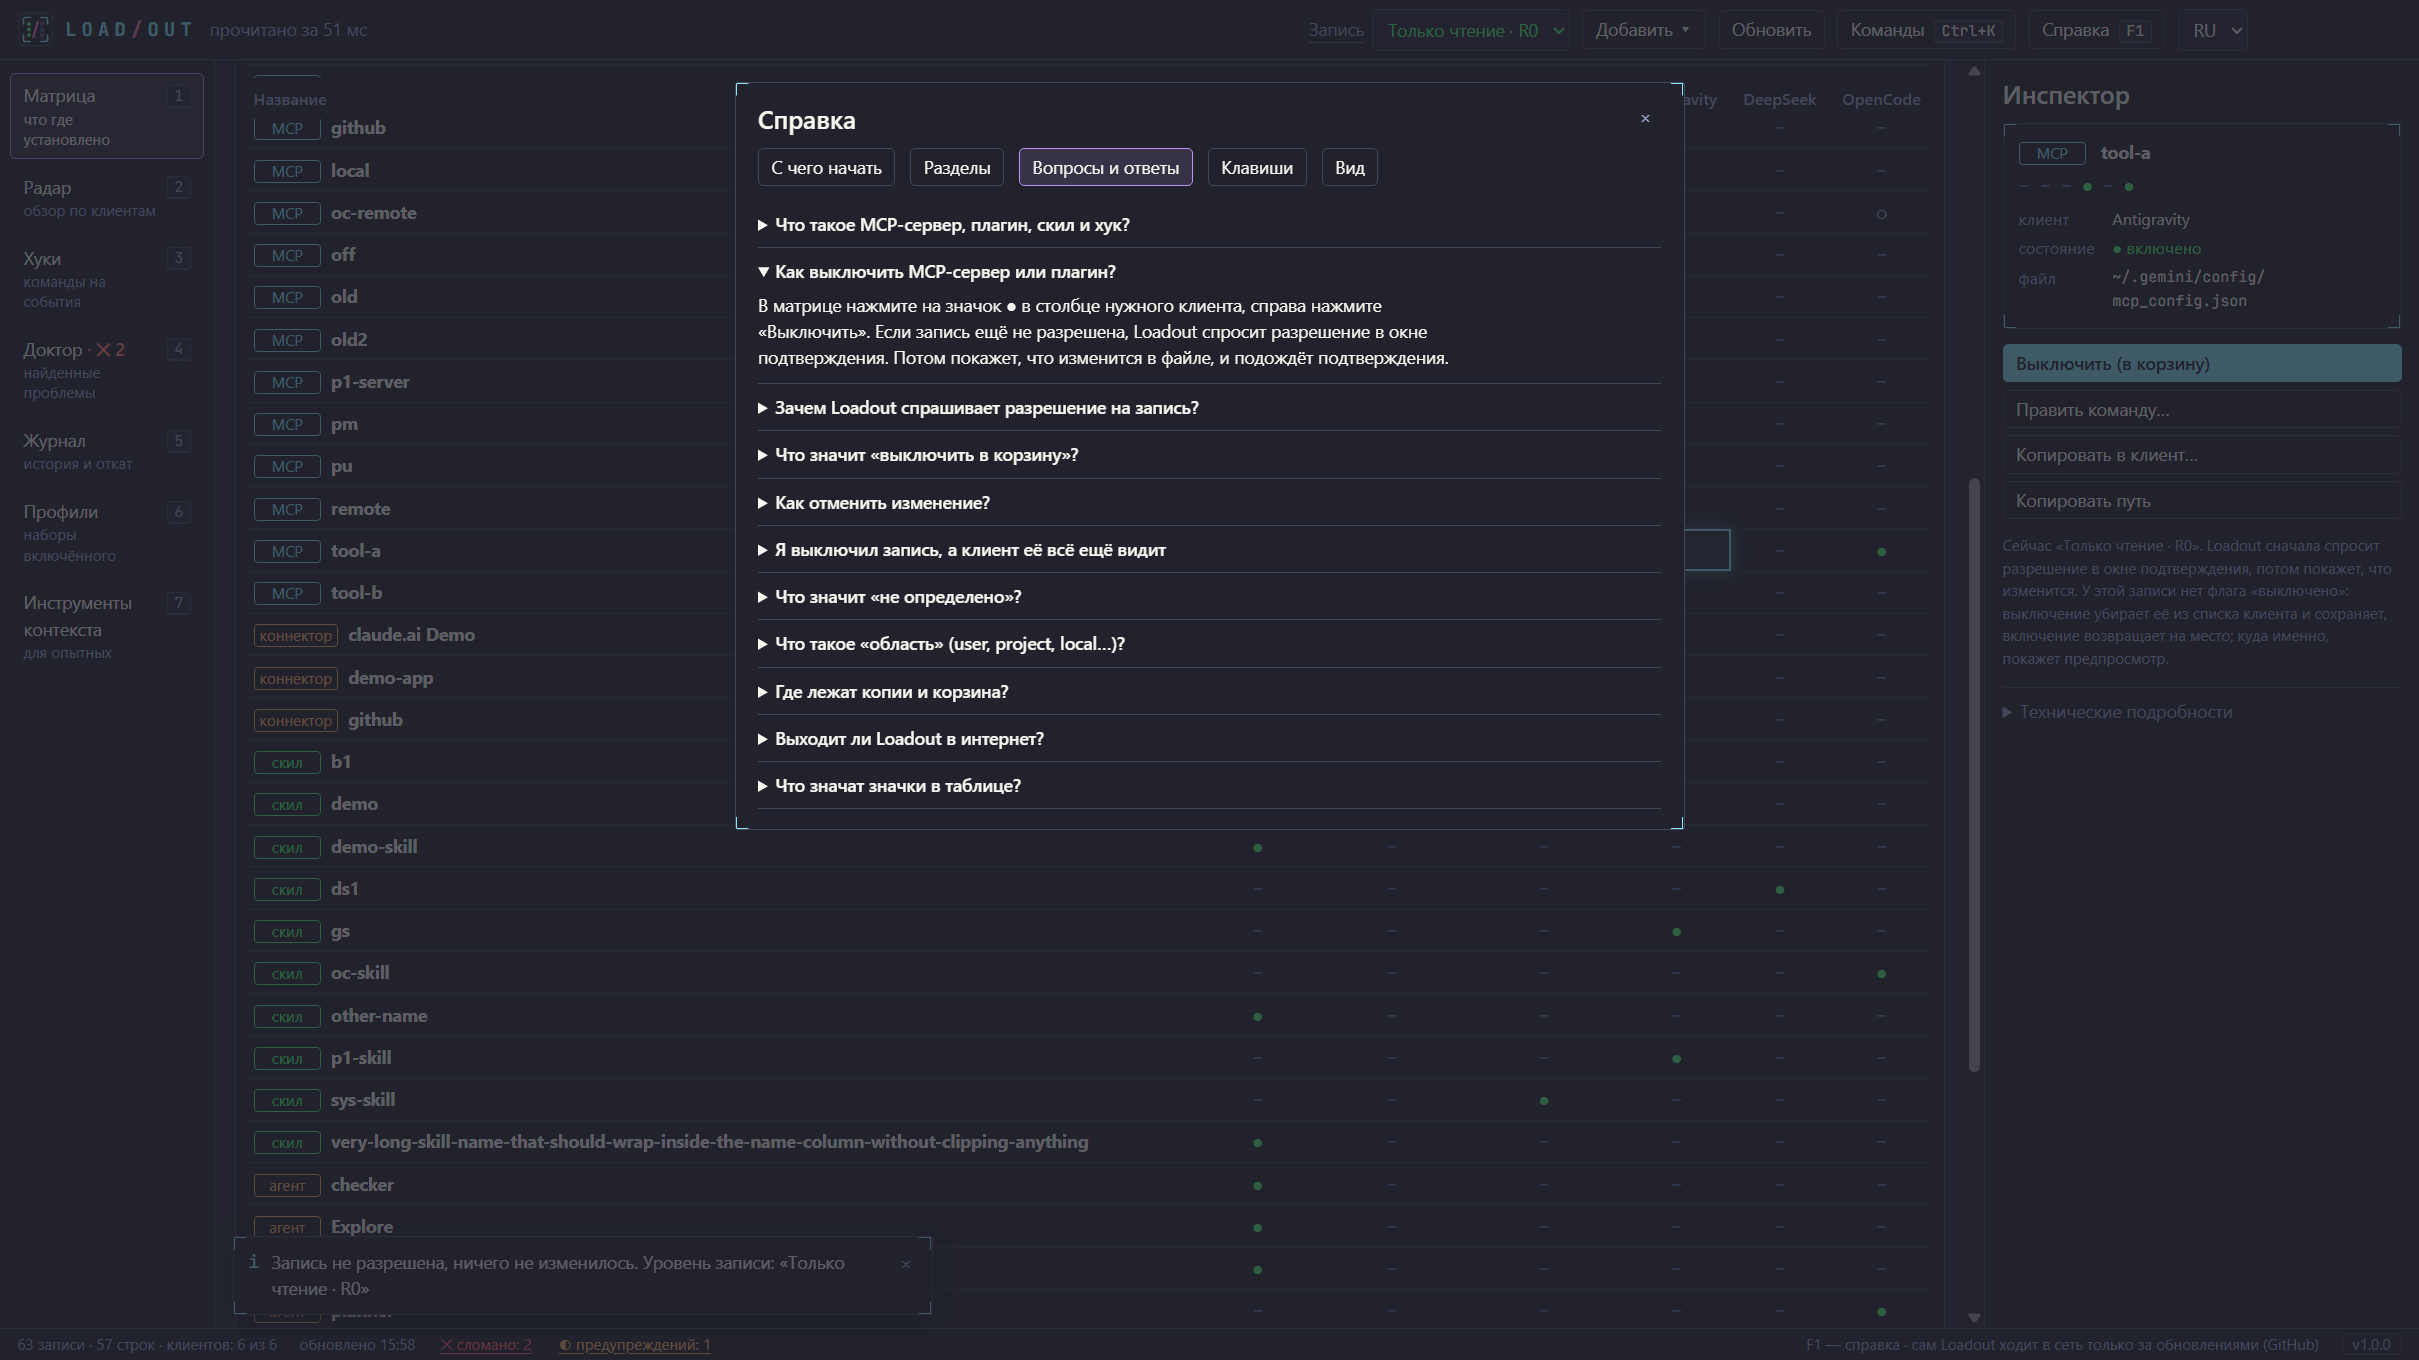 LOAD/OUT прочитано за 51 мс
Запись Только чтение · R0 Добавить Обновить Команды Ctrl+K Справка F1 RU
Матрица 1
что где
установлено
Радар 2
обзор по клиентам
Хуки 3
команды на
события
Доктор · ✕ 2 4
найденные
проблемы
Журнал 5
история и откат
Профили 6
наборы
включённого
Инструменты 7
контекста
для опытных
Название avity DeepSeek OpenCode
MCP github
MCP local
MCP oc-remote
MCP off
MCP old
MCP old2
MCP p1-server
MCP pm
MCP pu
MCP remote
MCP tool-a
MCP tool-b
коннектор claude.ai Demo
коннектор demo-app
коннектор github
скил b1
скил demo
скил demo-skill
скил ds1
скил gs
скил oc-skill
скил other-name
скил p1-skill
скил sys-skill
скил very-long-skill-name-that-should-wrap-inside-the-name-column-without-clipping-anything
агент checker
агент Explore
Справка ×
С чего начать Разделы Вопросы и ответы Клавиши Вид
Что такое MCP-сервер, плагин, скил и хук?
Как выключить MCP-сервер или плагин?
В матрице нажмите на значок ● в столбце нужного клиента, справа нажмите
«Выключить». Если запись ещё не разрешена, Loadout спросит разрешение в окне
подтверждения. Потом покажет, что изменится в файле, и подождёт подтверждения.
Зачем Loadout спрашивает разрешение на запись?
Что значит «выключить в корзину»?
Как отменить изменение?
Я выключил запись, а клиент её всё ещё видит
Что значит «не определено»?
Что такое «область» (user, project, local…)?
Где лежат копии и корзина?
Выходит ли Loadout в интернет?
Что значат значки в таблице?
Инспектор
MCP tool-a
клиент Antigravity
состояние ● включено
файл ~/.gemini/config/
mcp_config.json
Выключить (в корзину)
Править команду…
Копировать в клиент…
Копировать путь
Сейчас «Только чтение · R0». Loadout сначала спросит
разрешение в окне подтверждения, потом покажет, что
изменится. У этой записи нет флага «выключено»:
выключение убирает её из списка клиента и сохраняет,
включение возвращает на место; куда именно,
покажет предпросмотр.
Технические подробности
i Запись не разрешена, ничего не изменилось. Уровень записи: «Только
чтение · R0» ×
63 записи · 57 строк · клиентов: 6 из 6 обновлено 15:58 ✕ сломано: 2 ◐ предупреждений: 1
F1 — справка · сам Loadout ходит в сеть только за обновлениями (GitHub) v1.0.0